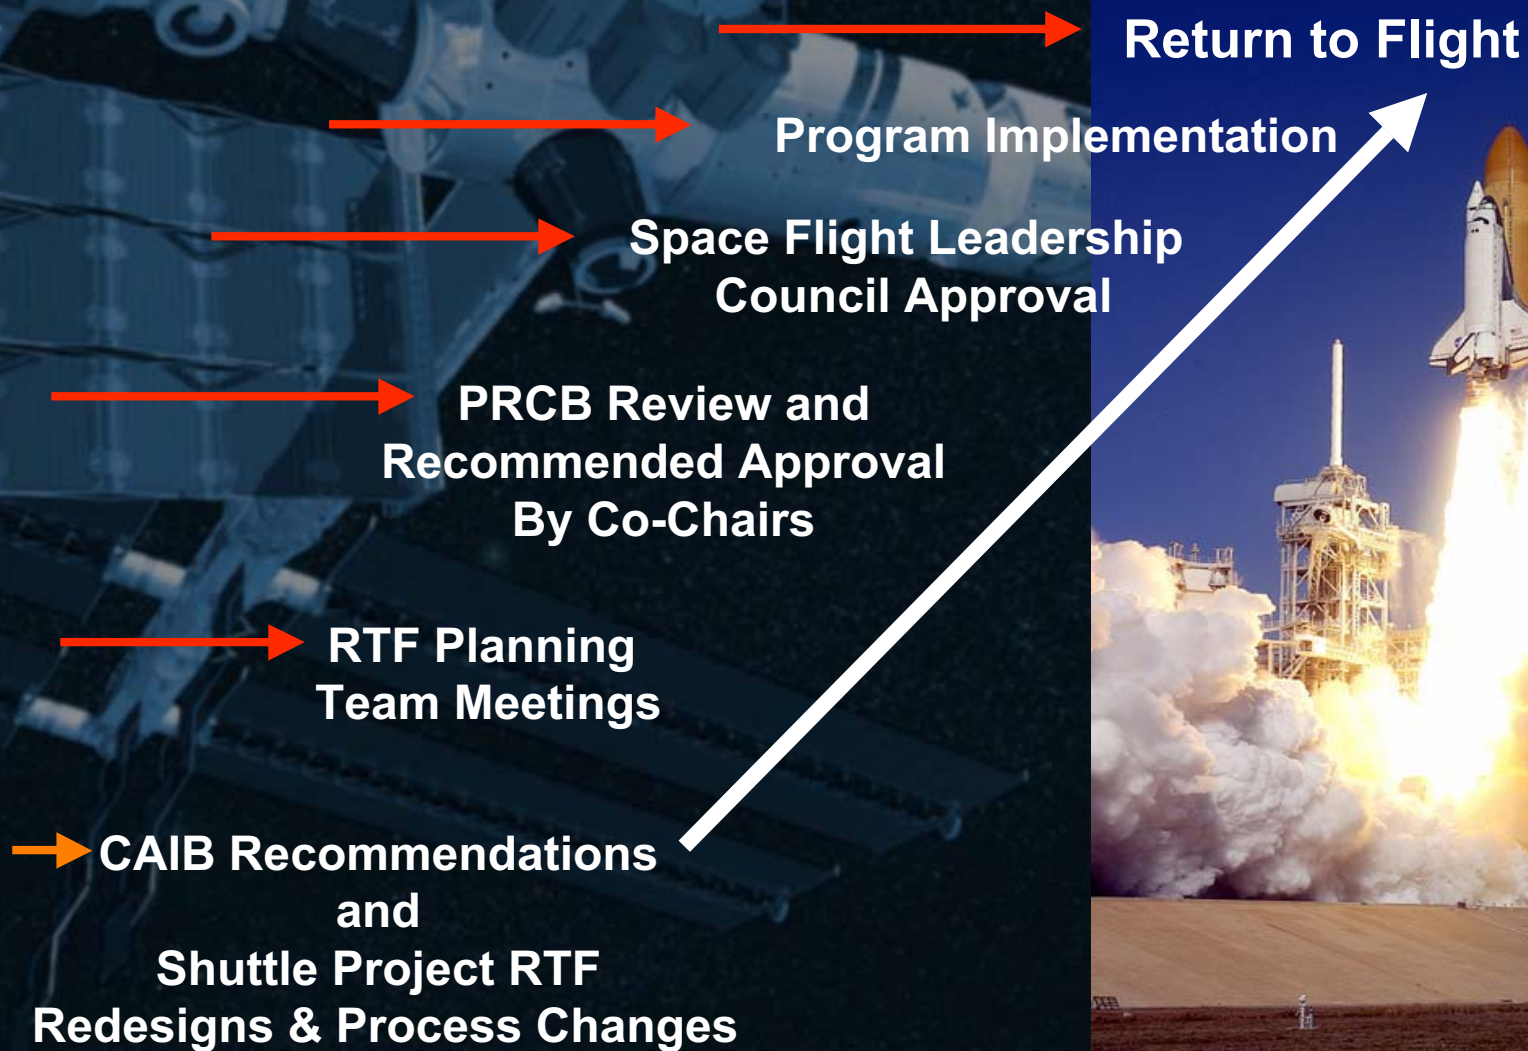 Return to Flight
Program Implementation
Space Flight Leadership
Council Approval
PRCB Review and
Recommended Approval
By Co-Chairs
RTF Planning
Team Meetings
CAIB Recommendations
and
Shuttle Project RTF
Redesigns & Process Changes